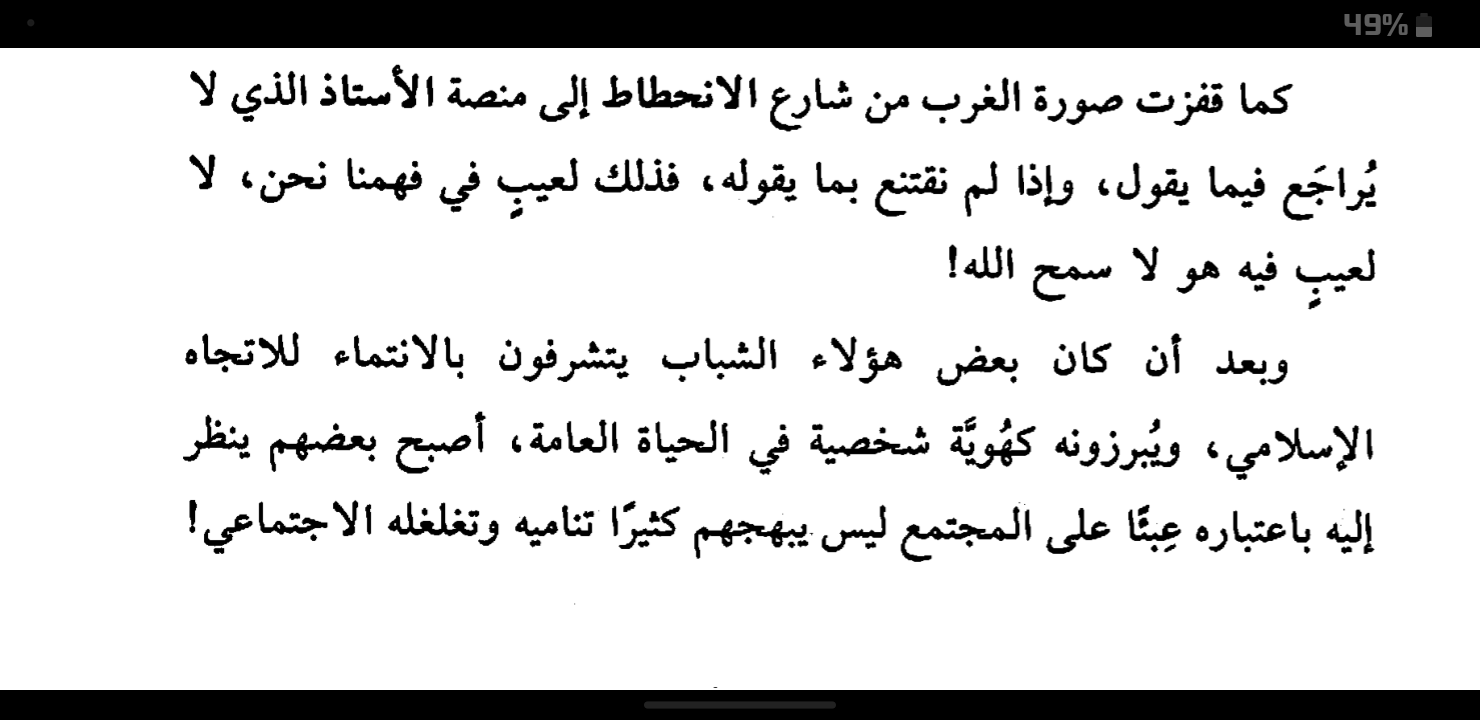 49%
كما قفزت صورة الغرب من شارع الانحطاط إلى منصة الأستاذ الذي لا
يُراجَع فيما يقول، وإذا لم نقتنع بما يقوله، فذلك لعيبٍ في فهمنا نحن، لا
لعيبٍ فيه هو لا سمح الله!
وبعد أن كان بعض هؤلاء الشباب يتشرفون بالانتماء للاتجاه
الإسلامي، ويُبرزونه كهُويَّة شخصية في الحياة العامة، أصبح بعضهم ينظر
إليه باعتباره عِبئًا على المجتمع ليس يبهجهم كثيرًا تناميه وتغلغله الاجتماعي!